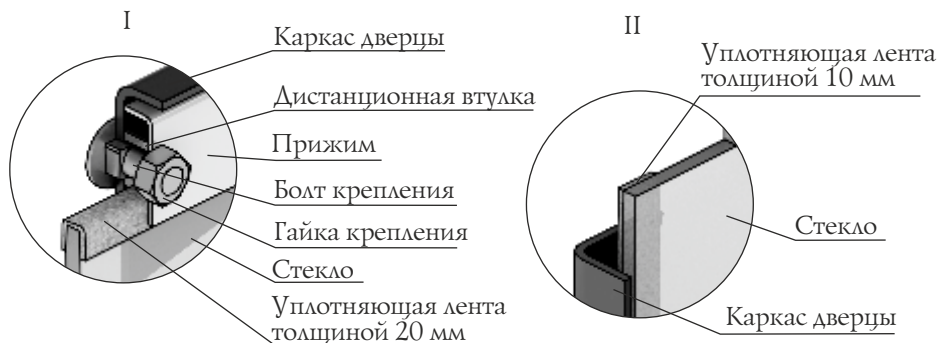 I
Каркас дверцы
Дистанционная втулка
Прижим
Болт крепления
Гайка крепления
Стекло
Уплотняющая лента
толщиной 20 мм
II
Уплотняющая лента
толщиной 10 мм
Стекло
Каркас дверцы